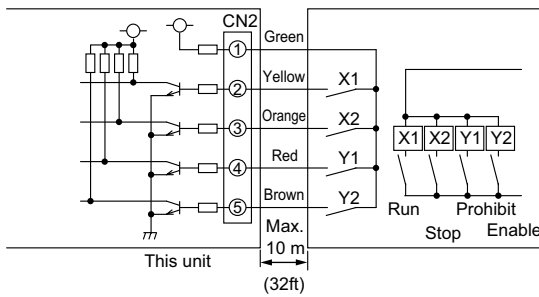 CN2
Green
1
Yellow
2
X1
Orange
3
X2
Red
4
Y1
Brown
5
Y2
X1 X2 Y1 Y2
Run
Stop
Prohibit
Enable
This unit
Max.
10 m
(32ft)